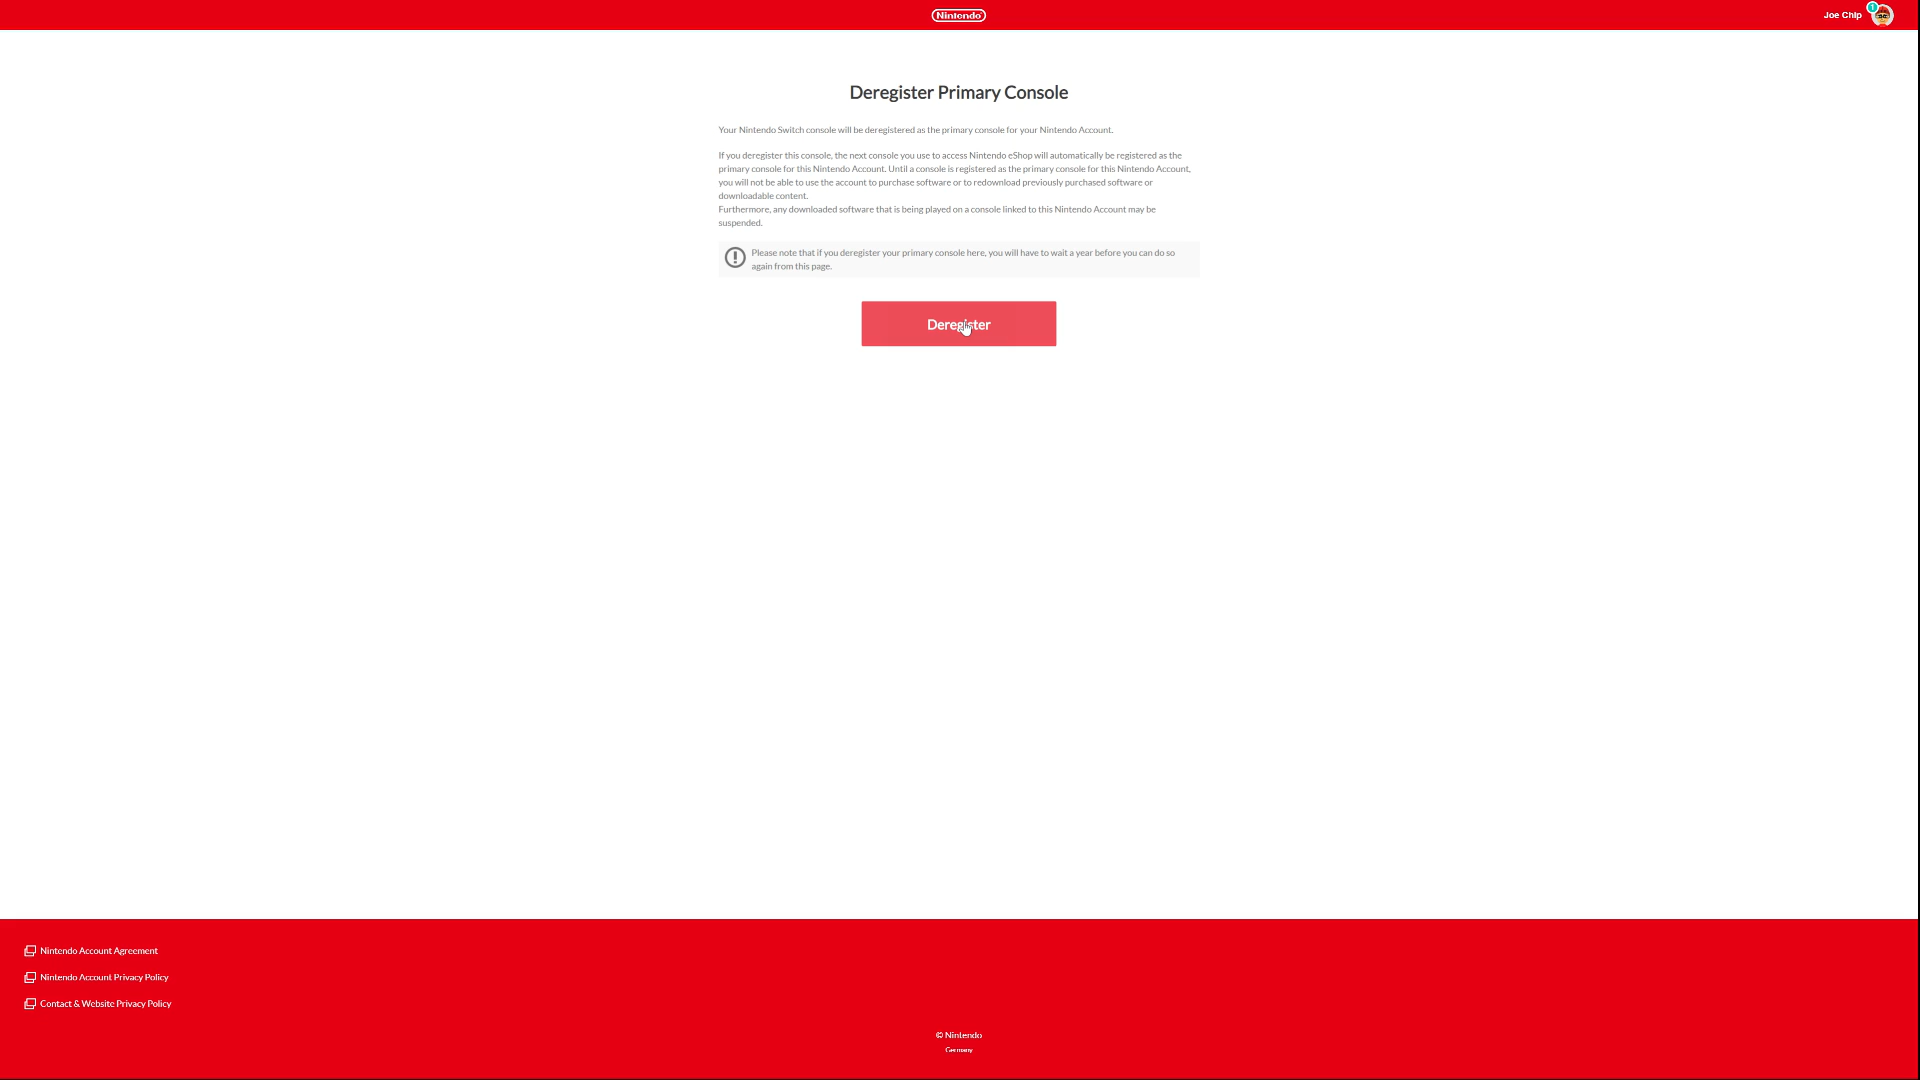 Nintendo
Joe Chip
1
Deregister Primary Console
Your Nintendo Switch console will be deregistered as the primary console for your Nintendo Account.
If you deregister this console, the next console you use to access Nintendo eShop will automatically be registered as the
primary console for this Nintendo Account. Until a console is registered as the primary console for this Nintendo Account,
you will not be able to use the account to purchase software or to redownload previously purchased software or
downloadable content.
Furthermore, any downloaded software that is being played on a console linked to this Nintendo Account may be
suspended.
Please note that if you deregister your primary console here, you will have to wait a year before you can do so
again from this page.
Deregister
Nintendo Account Agreement
Nintendo Account Privacy Policy
Contact & Website Privacy Policy
© Nintendo
Germany